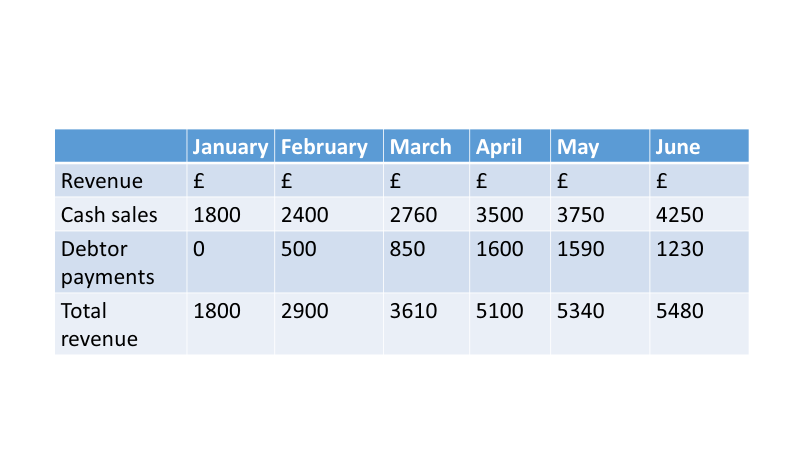 January February March April May June
Revenue £ £ £ £ £ £
Cash sales 1800 2400 2760 3500 3750 4250
Debtor 0 500 850 1600 1590 1230
payments
Total 1800 2900 3610 5100 5340 5480
revenue